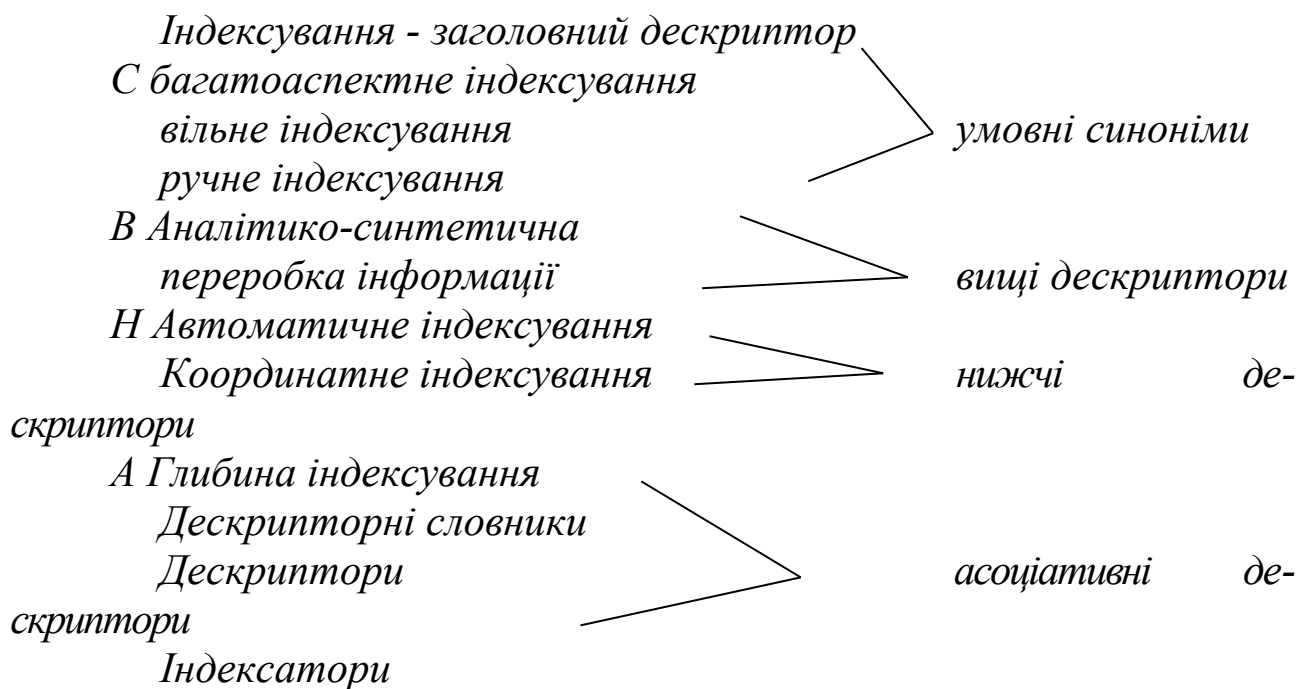 Індексування - заголовний дескриптор
С багатоаспектне індексування
вільне індексування умовні синоніми
ручне індексування
В Аналітико-синтетична
переробка інформації вищі дескриптори
Н Автоматичне індексування
Координатне індексування нижчі де-
скриптори
А Глибина індексування
Дескрипторні словники
Дескриптори асоціативні де-
скриптори
Індексатори